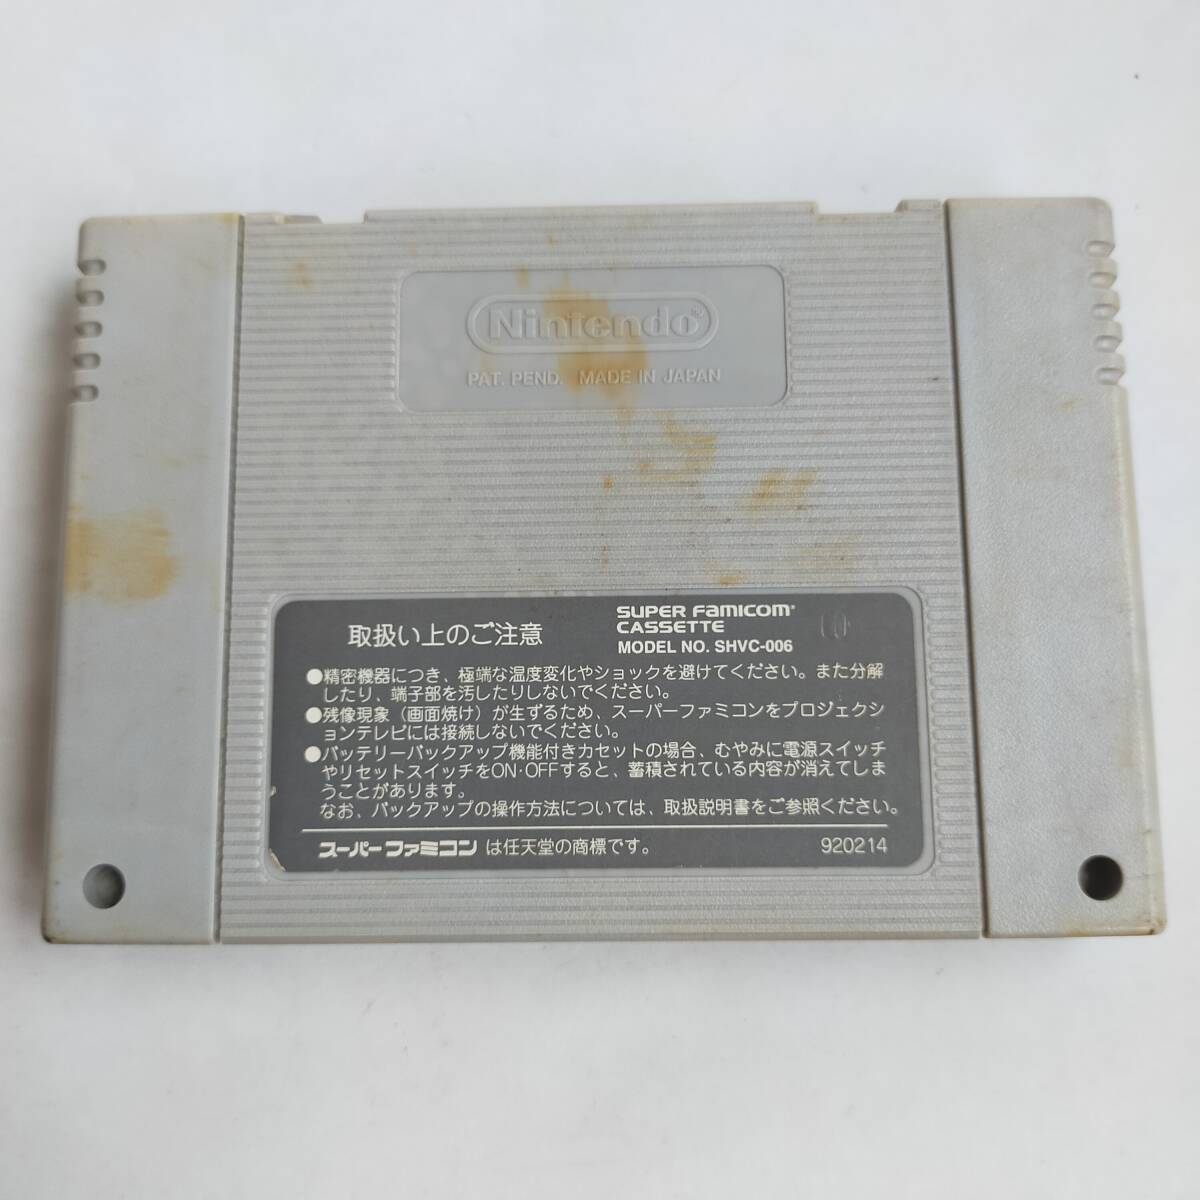 Nintendo
PAT. PEND. MADE IN JAPAN
取扱い上のご注意
SUPER FAMICOM
CASSETTE
MODEL NO. SHVC-006
●精密機器につき、極端な温度変化やショックを避けてください。また分解
したり、端子部を汚したりしないでください。
●残像現象（画面焼け）が生ずるため、スーパーファミコンをプロジェクシ
ョンテレビには接続しないでください。
●バッテリーバックアップ機能付きカセットの場合、むやみに電源スイッチ
やリセットスイッチをON·OFFすると、蓄積されている内容が消えてしま
うことがあります。
なお、バックアップの操作方法については、取扱説明書をご参照ください。
スーパーファミコン は任天堂の商標です。
920214